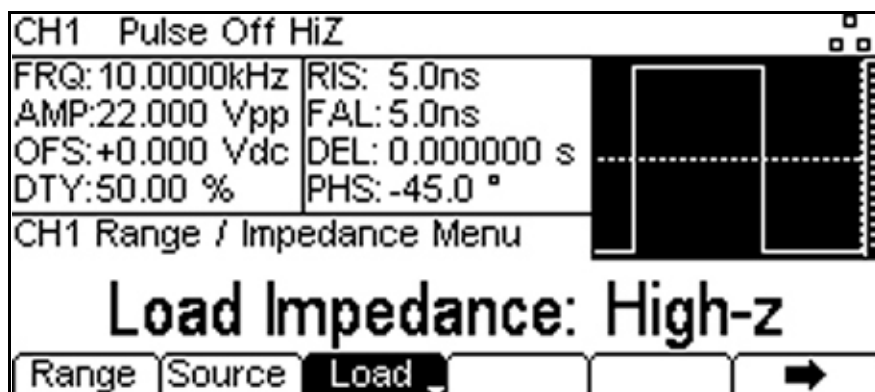 CH1 Pulse Off HiZ
FRQ: 10.0000kHz RIS: 5.0ns
AMP:22.000 Vpp FAL: 5.0ns
OFS:+0.000 Vdc DEL: 0.000000 s
DTY:50.00 % PHS: -45.0 °
CH1 Range / Impedance Menu
Load Impedance: High-z
Range Source Load